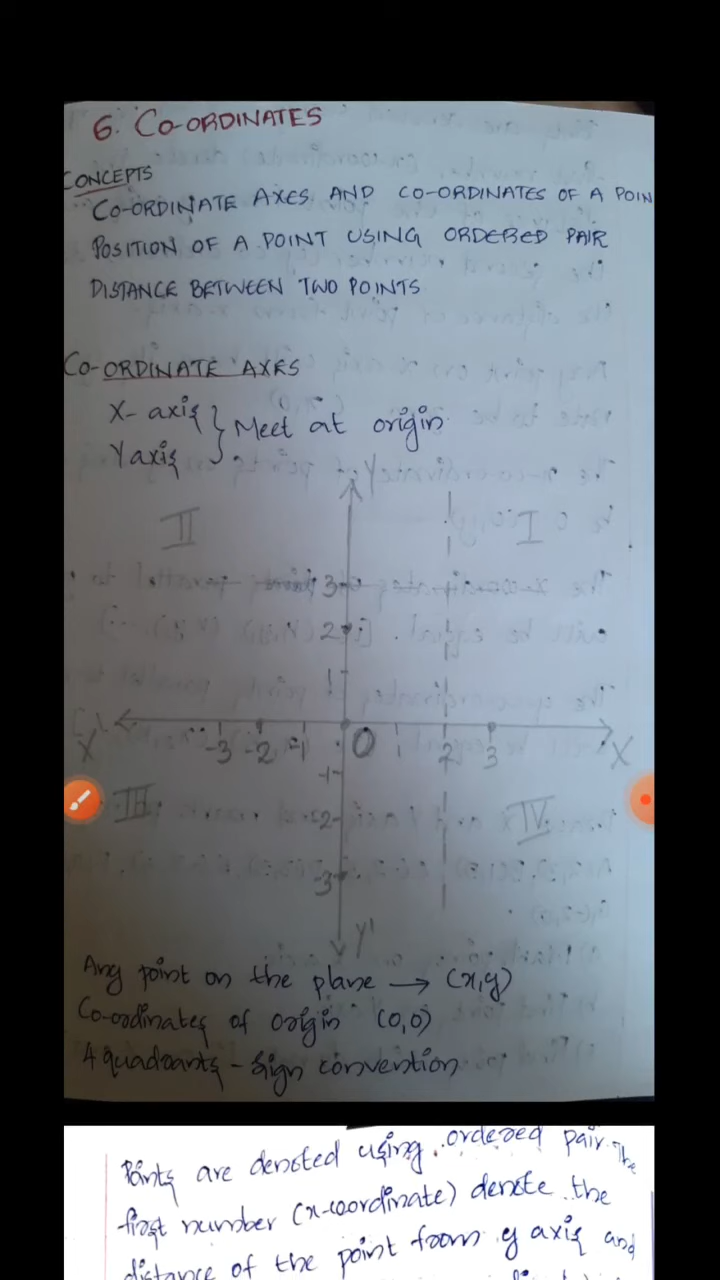 6. CO-ORDINATES
CONCEPTS
CO-ORDINATE AXES AND CO-ORDINATES OF A POIN
POSITION OF A POINT USING ORDERED PAIR
DISTANCE BETWEEN TWO POINTS
CO-ORDINATE AXES
X-axis } Meet at origin
Y axis
Y
II I
3
2
1
X' -3 -2 -1 O 1 2 3 X
-1
III -2 IV
-3
Y'
Any point on the plane → (x,y)
Co-ordinates of origin (0,0)
4 quadrants - Sign convention
Points are denoted using ordered pair. The
first number (x-coordinate) denote the
distance of the point from y axis and